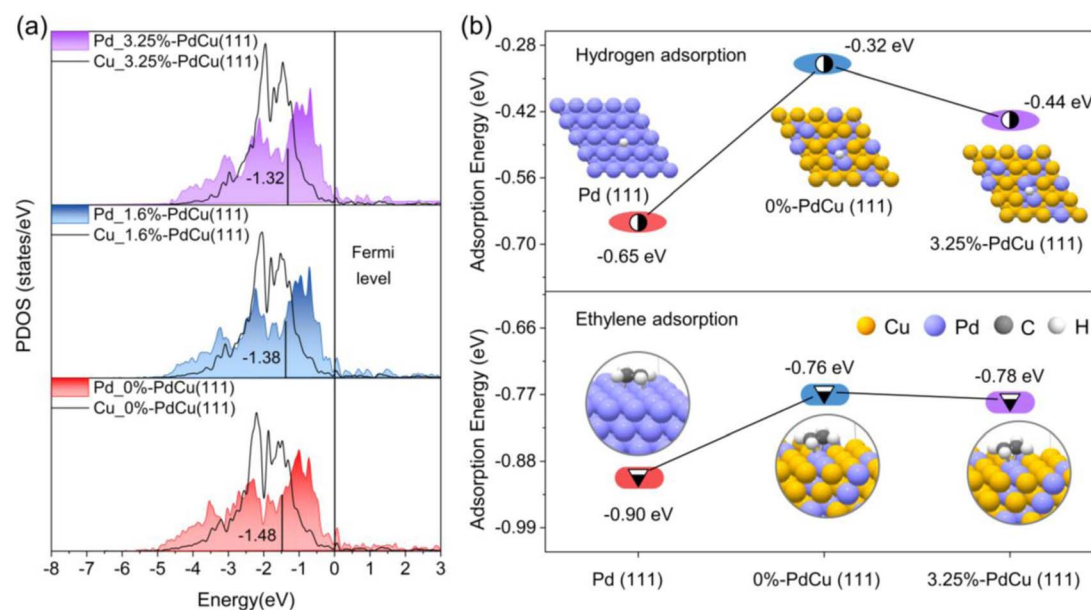 (a)
Pd_3.25%-PdCu(111)
Cu_3.25%-PdCu(111)
-1.32
Pd_1.6%-PdCu(111)
Cu_1.6%-PdCu(111)
Fermi
level
-1.38
Pd_0%-PdCu(111)
Cu_0%-PdCu(111)
-1.48
PDOS (states/eV)
-8 -7 -6 -5 -4 -3 -2 -1 0 1 2 3
Energy(eV)
(b)
Hydrogen adsorption
-0.28
-0.42
-0.56
-0.70
Adsorption Energy (eV)
-0.32 eV
-0.44 eV
Pd (111)
0%-PdCu (111)
3.25%-PdCu (111)
-0.65 eV
Ethylene adsorption
Cu Pd C H
-0.66
-0.77
-0.88
-0.99
Adsorption Energy (eV)
-0.76 eV
-0.78 eV
-0.90 eV
Pd (111) 0%-PdCu (111) 3.25%-PdCu (111)